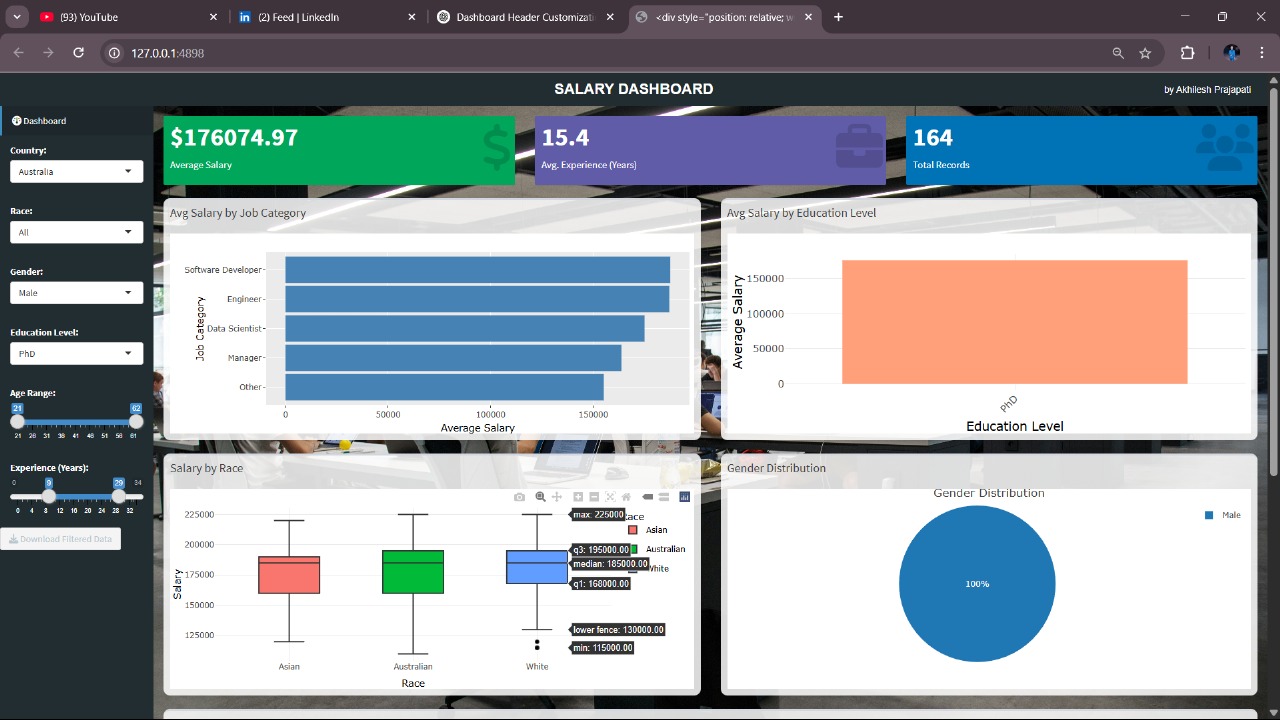 (93) YouTube
(2) Feed | LinkedIn
Dashboard Header Customizati
<div style="position: relative; w
127.0.0.1:4898
SALARY DASHBOARD
by Akhilesh Prajapati
Dashboard
Country:
Australia
Race:
All
Gender:
ale
Education Level:
PhD
Age Range:
21 62
26 31 36 41 46 51 56 61
Experience (Years):
9 29 34
4 8 12 16 20 24 28 32
Download Filtered Data
$176074.97
Average Salary
15.4
Avg. Experience (Years)
164
Total Records
Avg Salary by Job Category
Job Category
Software Developer
Engineer
Data Scientist
Manager
Other
0 50000 100000 150000
Average Salary
Avg Salary by Education Level
Average Salary
150000
100000
50000
0
PhD
Education Level
Salary by Race
Salary
225000
200000
175000
150000
125000
max: 225000
q3: 195000.00
median: 185000.00
q1: 168000.00
lower fence: 130000.00
min: 115000.00
ace
Asian
Australian
White
Asian
Australian
White
Race
Gender Distribution
Gender Distribution
Male
100%